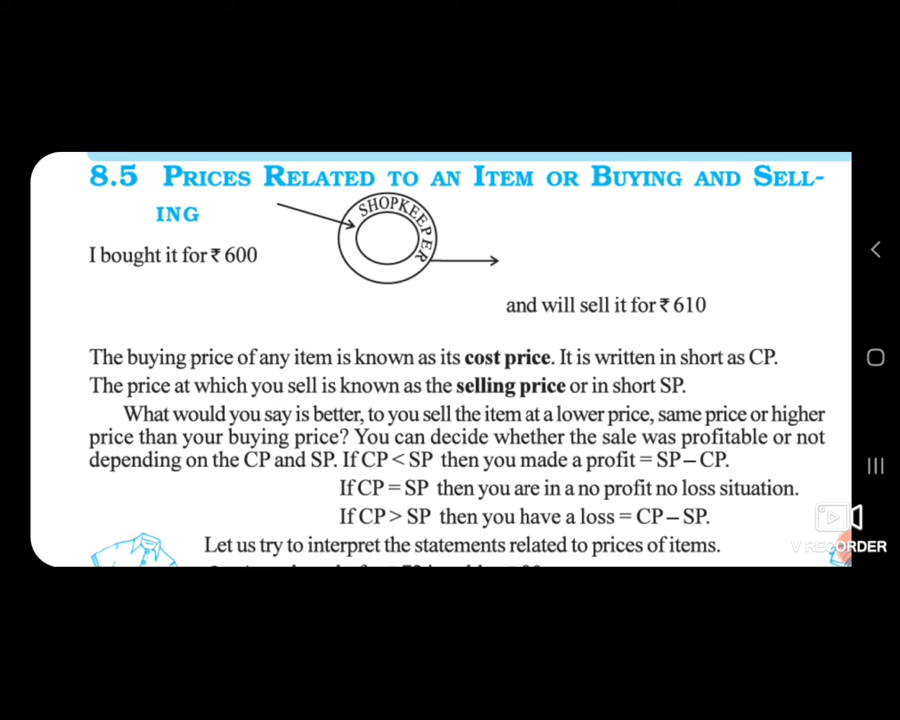 8.5 PRICES RELATED TO AN ITEM OR BUYING AND SELL-
ING
SHOPKEEPER
I bought it for ₹ 600
and will sell it for ₹ 610
The buying price of any item is known as its cost price. It is written in short as CP.
The price at which you sell is known as the selling price or in short SP.
What would you say is better, to you sell the item at a lower price, same price or higher
price than your buying price? You can decide whether the sale was profitable or not
depending on the CP and SP. If CP < SP then you made a profit = SP – CP.
If CP = SP then you are in a no profit no loss situation.
If CP > SP then you have a loss = CP – SP.
V RECORDER
Let us try to interpret the statements related to prices of items.